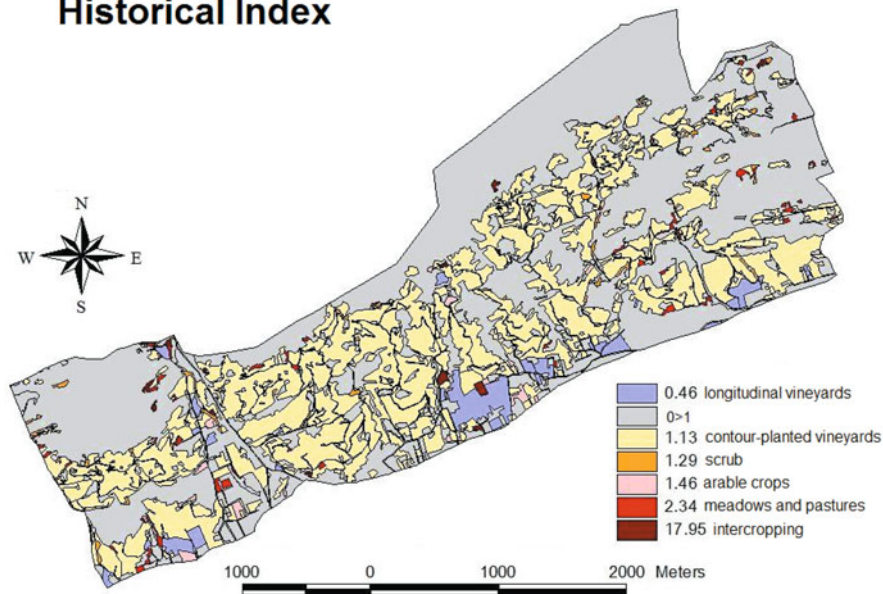 Historical Index
N
W E
S
0.46 longitudinal vineyards
0>1
1.13 contour-planted vineyards
1.29 scrub
1.46 arable crops
2.34 meadows and pastures
17.95 intercropping
1000 0 1000 2000 Meters